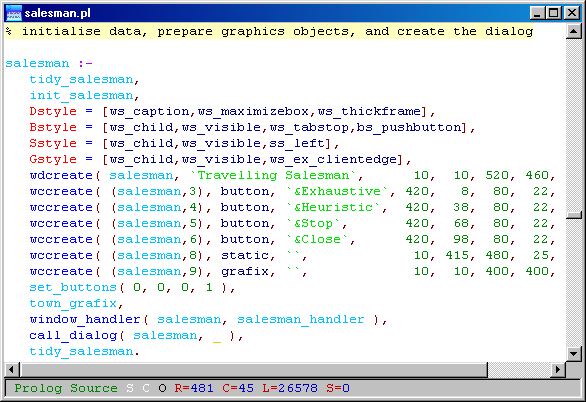 salesman.pl
% initialise data, prepare graphics objects, and create the dialog
salesman :-
   tidy_salesman,
   init_salesman,
   Dstyle = [ws_caption,ws_maximizebox,ws_thickframe],
   Bstyle = [ws_child,ws_visible,ws_tabstop,bs_pushbutton],
   Sstyle = [ws_child,ws_visible,ss_left],
   Gstyle = [ws_child,ws_visible,ws_ex_clientedge],
   wdcreate( salesman, `Travelling Salesman`,      10,  10, 520, 460,
   wccreate( (salesman,3), button, `&Exhaustive`, 420,   8,  80,  22,
   wccreate( (salesman,4), button, `&Heuristic`,  420,  38,  80,  22,
   wccreate( (salesman,5), button, `&Stop`,       420,  68,  80,  22,
   wccreate( (salesman,6), button, `&Close`,      420,  98,  80,  22,
   wccreate( (salesman,8), static, ``,             10, 415, 480,  25,
   wccreate( (salesman,9), grafix, ``,             10,  10, 400, 400,
   set_buttons( 0, 0, 0, 1 ),
   town_grafix,
   window_handler( salesman, salesman_handler ),
   call_dialog( salesman, _ ),
   tidy_salesman.
Prolog Source S C O R=481 C=45 L=26578 S=0